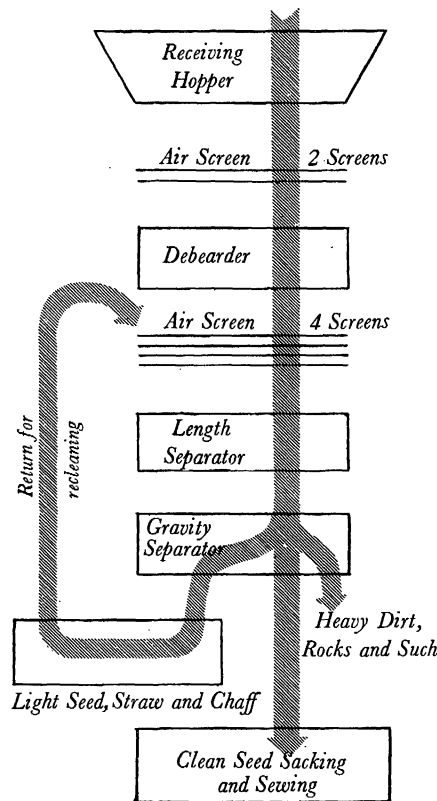 Receiving
Hopper
Air Screen 2 Screens
Debearder
Air Screen 4 Screens
Return for
recleaning
Length
Separator
Gravity
Separator
Heavy Dirt,
Rocks and Such
Light Seed, Straw and Chaff
Clean Seed Sacking
and Sewing